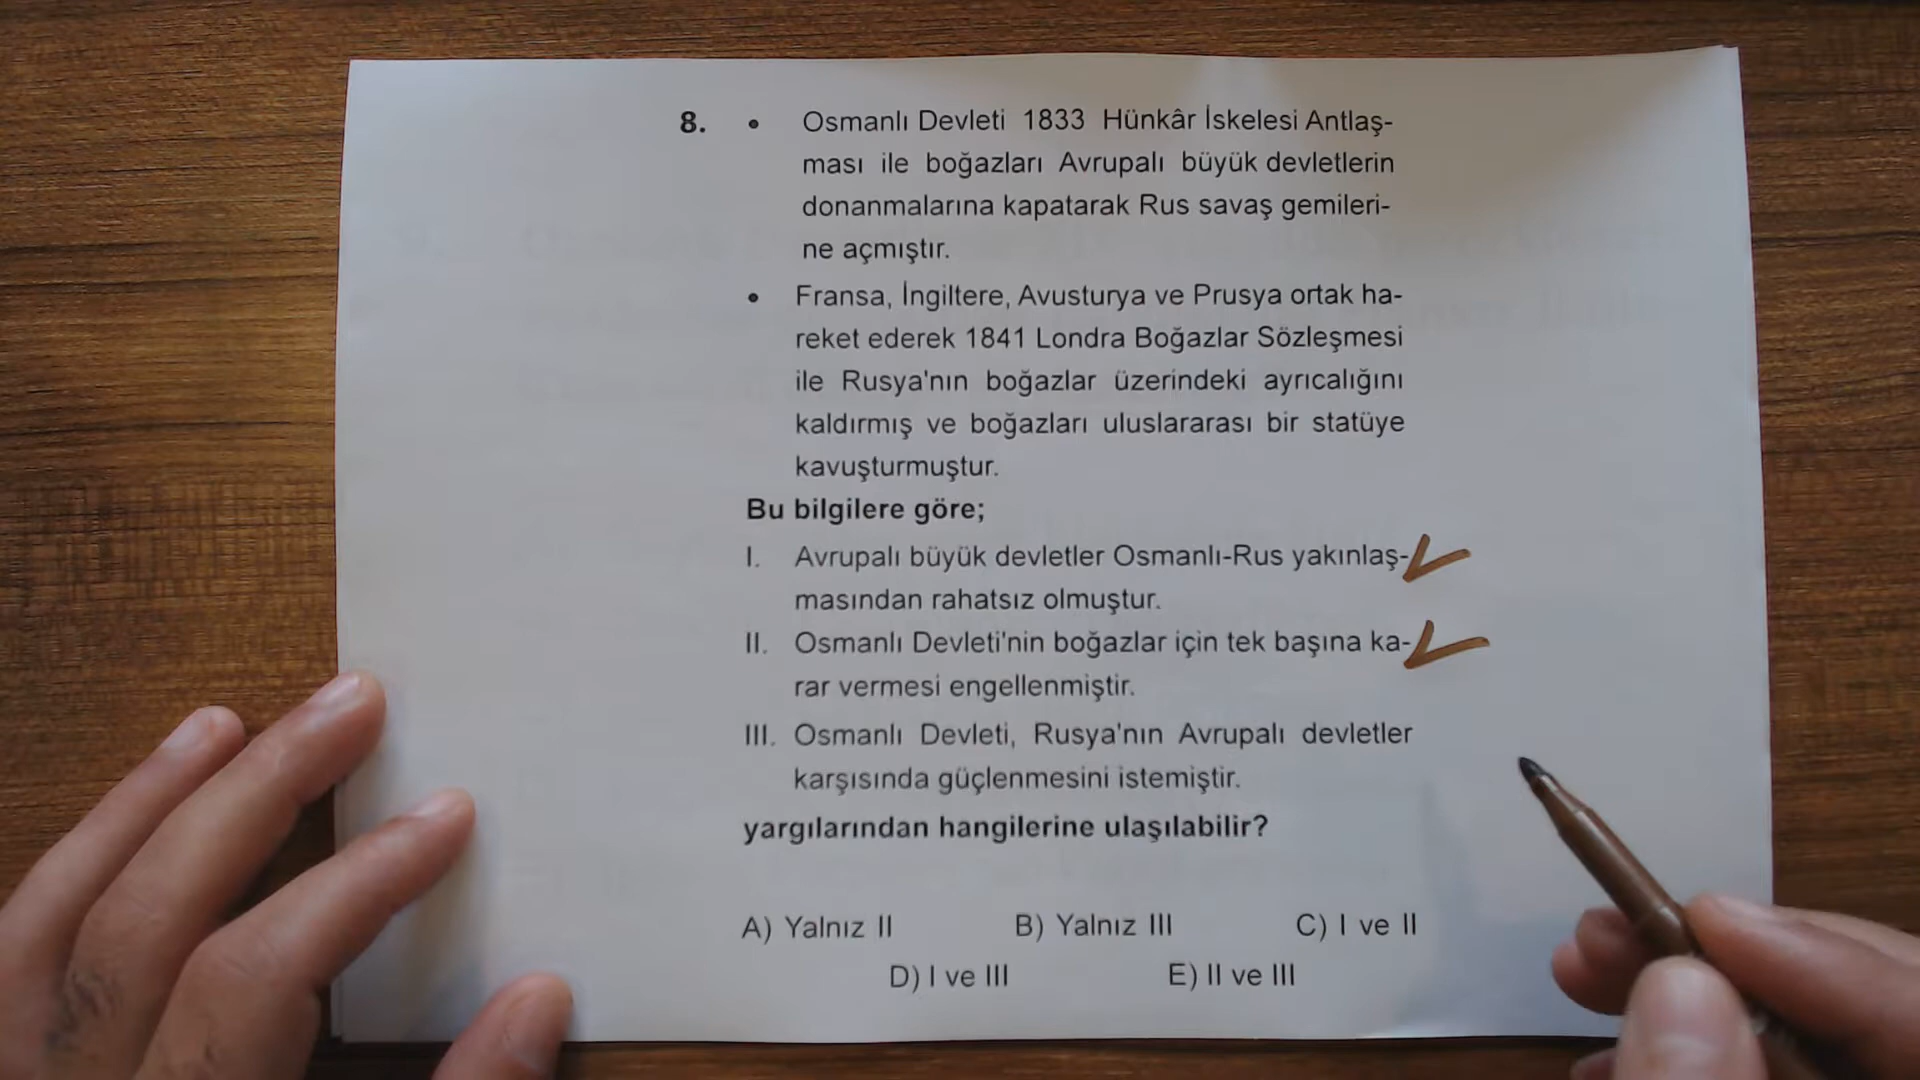 8. • Osmanlı Devleti 1833 Hünkâr İskelesi Antlaş-
ması ile boğazları Avrupalı büyük devletlerin
donanmalarına kapatarak Rus savaş gemileri-
ne açmıştır.
• Fransa, İngiltere, Avusturya ve Prusya ortak ha-
reket ederek 1841 Londra Boğazlar Sözleşmesi
ile Rusya'nın boğazlar üzerindeki ayrıcalığını
kaldırmış ve boğazları uluslararası bir statüye
kavuşturmuştur.
Bu bilgilere göre;
I. Avrupalı büyük devletler Osmanlı-Rus yakınlaş-
masından rahatsız olmuştur.
II. Osmanlı Devleti'nin boğazlar için tek başına ka-
rar vermesi engellenmiştir.
III. Osmanlı Devleti, Rusya'nın Avrupalı devletler
karşısında güçlenmesini istemiştir.
yargılarından hangilerine ulaşılabilir?
A) Yalnız II B) Yalnız III C) I ve II
D) I ve III E) II ve III